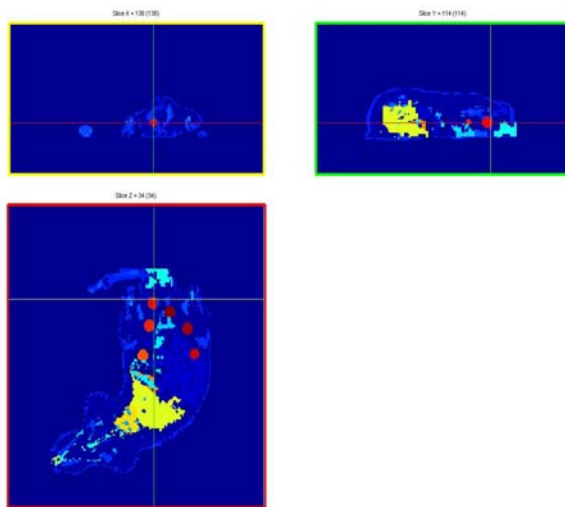 Slice X = 138 (138)
Slice Y = 114 (114)
Slice Z = 34 (34)